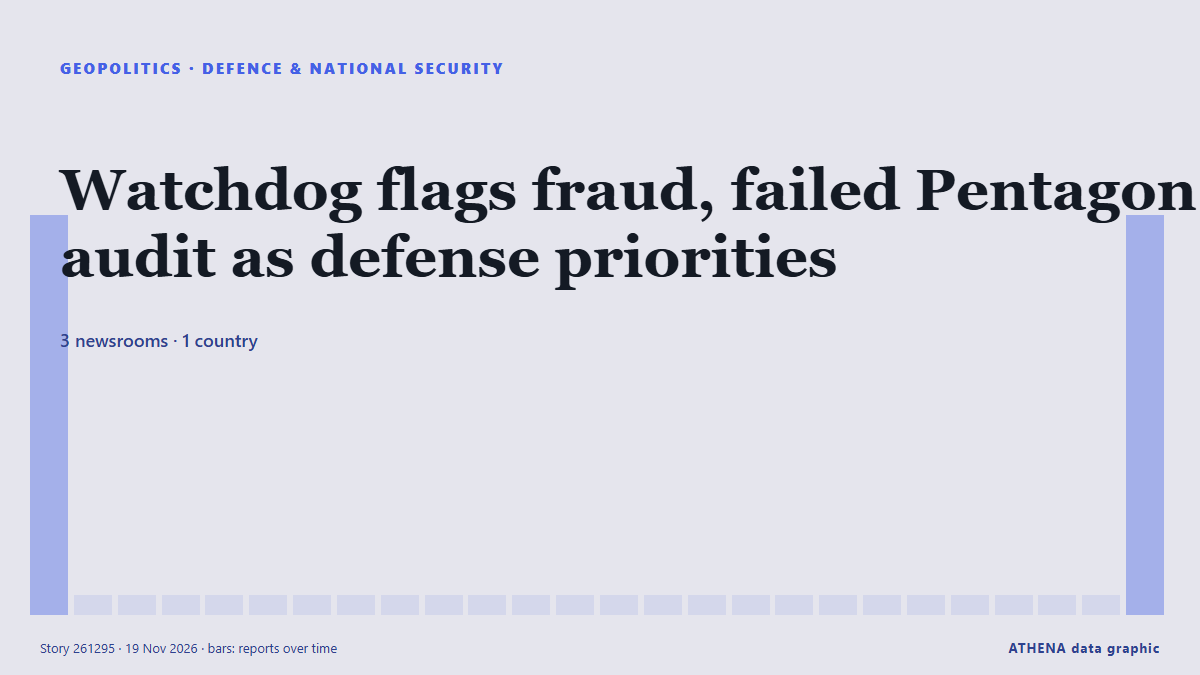 GEOPOLITICS · DEFENCE & NATIONAL SECURITY
Watchdog flags fraud, failed Pentagon
audit as defense priorities
3 newsrooms · 1 country
Story 261295 · 19 Nov 2026 · bars: reports over time
ATHENA data graphic